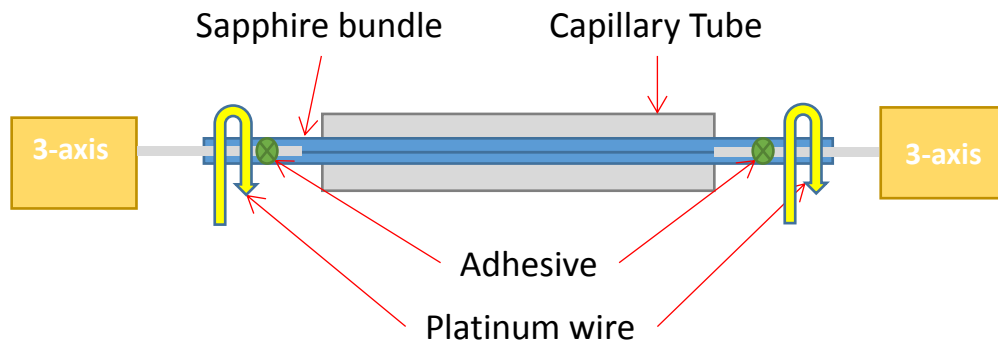 Sapphire bundle
Capillary Tube
3-axis
3-axis
Adhesive
Platinum wire